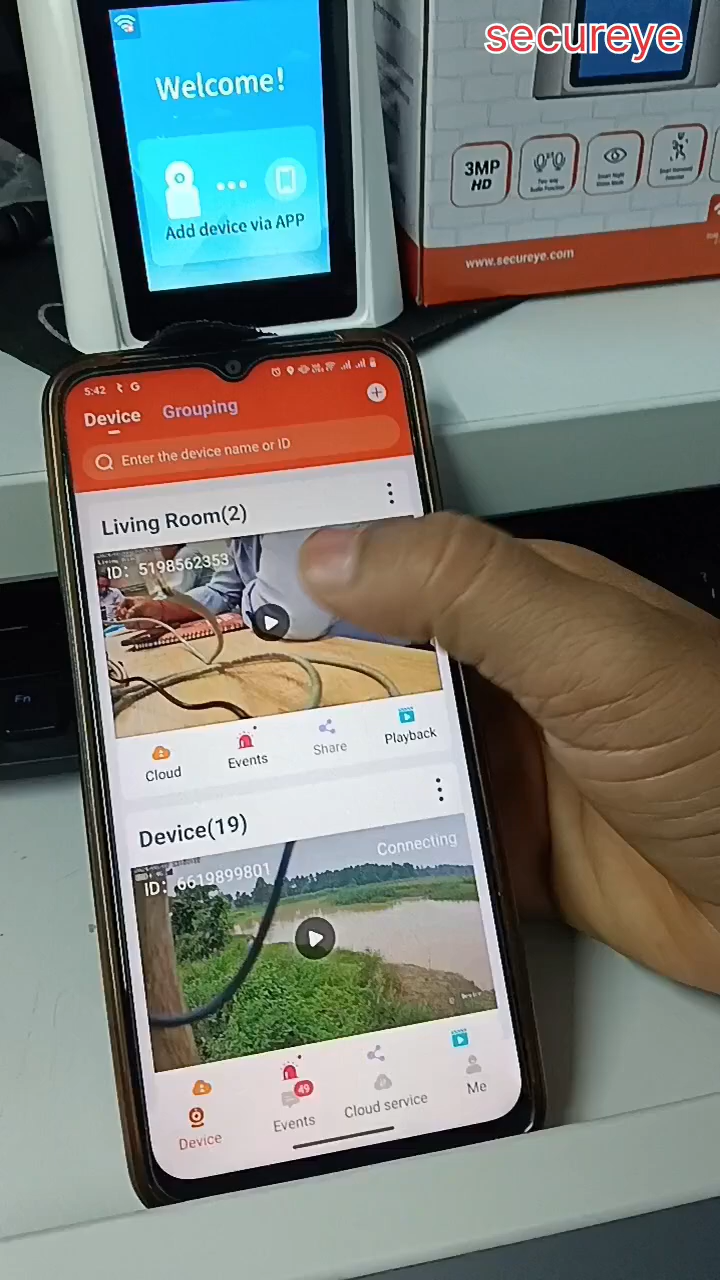 secureye
Welcome!
Add device via APP
3MP
HD
www.secureye.com
5:42
Device
Grouping
Enter the device name or ID
Living Room(2)
ID: 5198562353
Cloud
Events
Share
Playback
Device(19)
Connecting
ID: 6619899801
49
Device
Events
Cloud service
Me
Fn